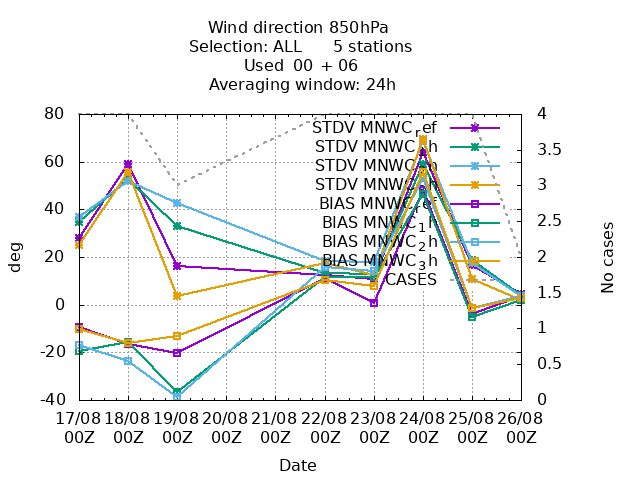 Wind direction 850hPa
Selection: ALL 5 stations
Used 00 + 06
Averaging window: 24h
80
60
40
20
0
-20
-40
deg
4
3.5
3
2.5
2
1.5
1
0.5
0
No cases
STDV MNWC_ref
STDV MNWC_1h
STDV MNWC_2h
STDV MNWC_3h
BIAS MNWC_ref
BIAS MNWC_1h
BIAS MNWC_2h
BIAS MNWC_3h
CASES
17/08 18/08 19/08 20/08 21/08 22/08 23/08 24/08 25/08 26/08
00Z 00Z 00Z 00Z 00Z 00Z 00Z 00Z 00Z 00Z
Date